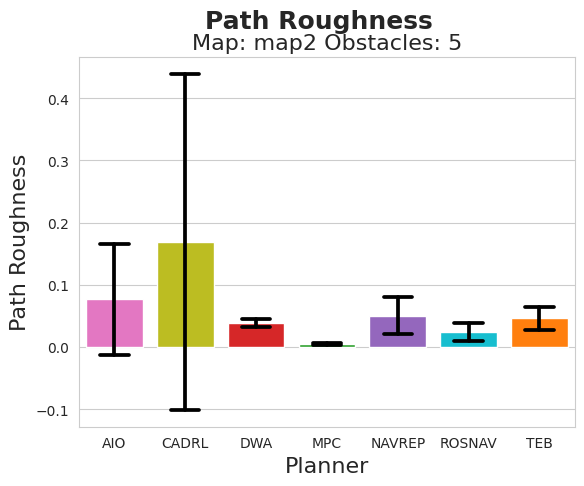 Path Roughness
Map: map2 Obstacles: 5
Path Roughness
0.4
0.3
0.2
0.1
0.0
−0.1
AIO CADRL DWA MPC NAVREP ROSNAV TEB
Planner